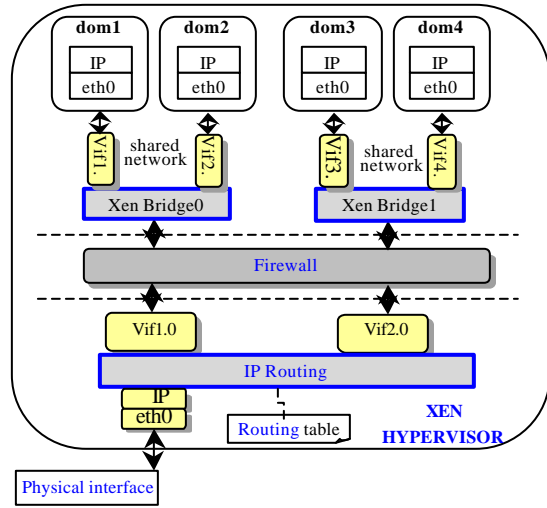 dom1 dom2 dom3 dom4
IP IP IP IP
eth0 eth0 eth0 eth0
Vif1. shared network Vif2. Vif3. shared network Vif4.
Xen Bridge0 Xen Bridge1
Firewall
Vif1.0 Vif2.0
IP Routing
IP
eth0
Routing table
XEN
HYPERVISOR
Physical interface